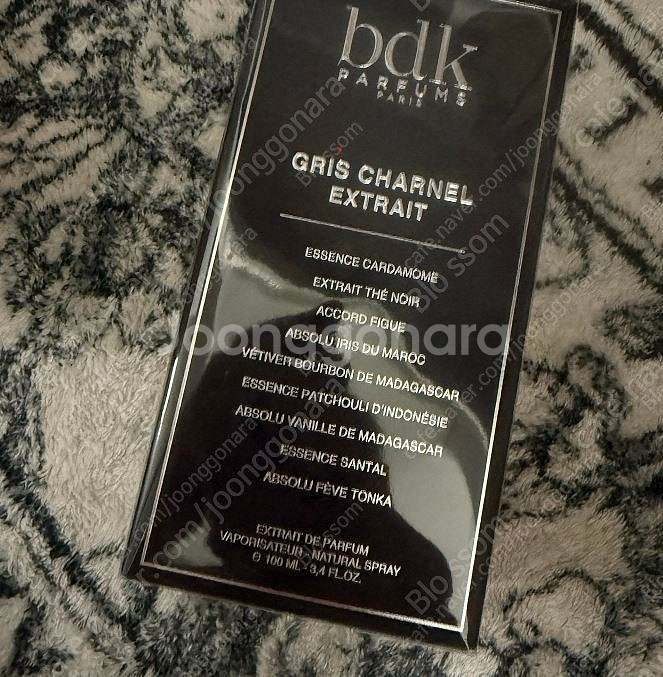 bdk
PARFUMS
PARIS
GRIS CHARNEL
EXTRAIT
ESSENCE CARDAMOME
EXTRAIT THÉ NOIR
ACCORD FIGUE
ABSOLU IRIS DU MAROC
VÉTIVER BOURBON DE MADAGASCAR
ESSENCE PATCHOULI D'INDONÉSIE
ABSOLU VANILLE DE MADAGASCAR
ESSENCE SANTAL
ABSOLU FÈVE TONKA
EXTRAIT DE PARFUM
VAPORISATEUR - NATURAL SPRAY
℮ 100 ML - 3,4 FL.OZ.
joonggonara
Blossom